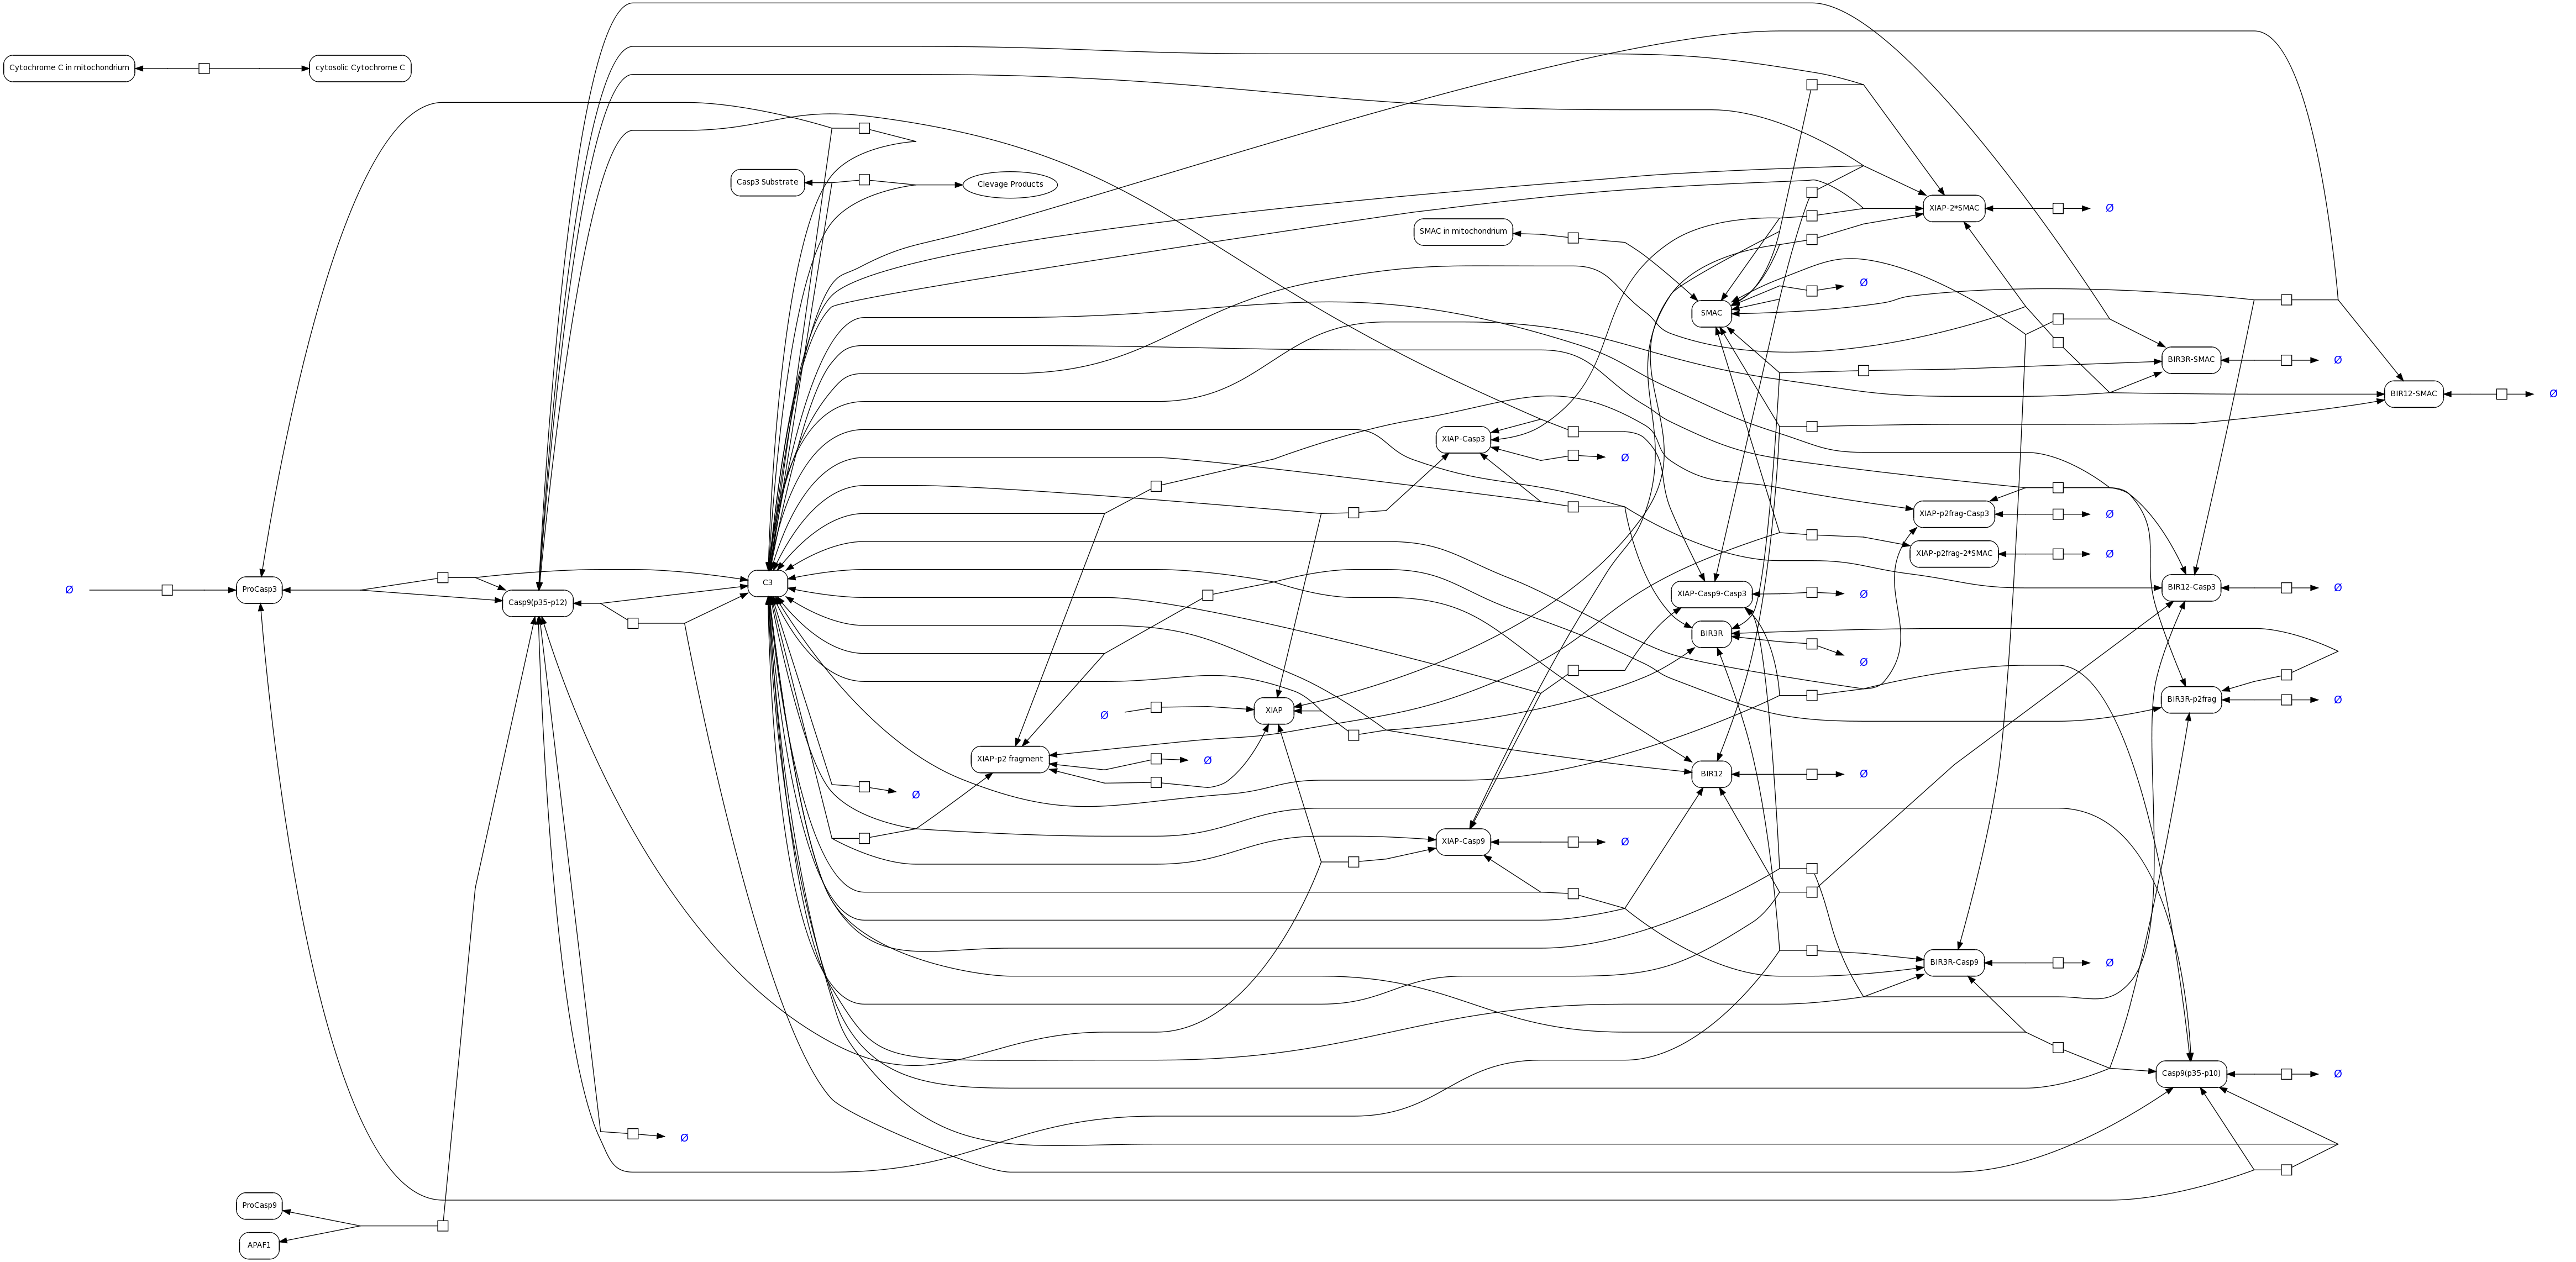 Cytochrome C in mitochondrium
cytosolic Cytochrome C
Casp3 Substrate
Clevage Products
XIAP-2*SMAC
Ø
SMAC in mitochondrium
Ø
SMAC
BIR3R-SMAC
Ø
BIR12-SMAC
Ø
XIAP-Casp3
Ø
XIAP-p2frag-Casp3
Ø
XIAP-p2frag-2*SMAC
Ø
Ø
ProCasp3
Casp9(p35-p12)
C3
XIAP-Casp9-Casp3
Ø
BIR12-Casp3
Ø
BIR3R
Ø
BIR3R-p2frag
Ø
Ø
XIAP
XIAP-p2 fragment
Ø
BIR12
Ø
Ø
XIAP-Casp9
Ø
BIR3R-Casp9
Ø
Casp9(p35-p10)
Ø
Ø
ProCasp9
APAF1